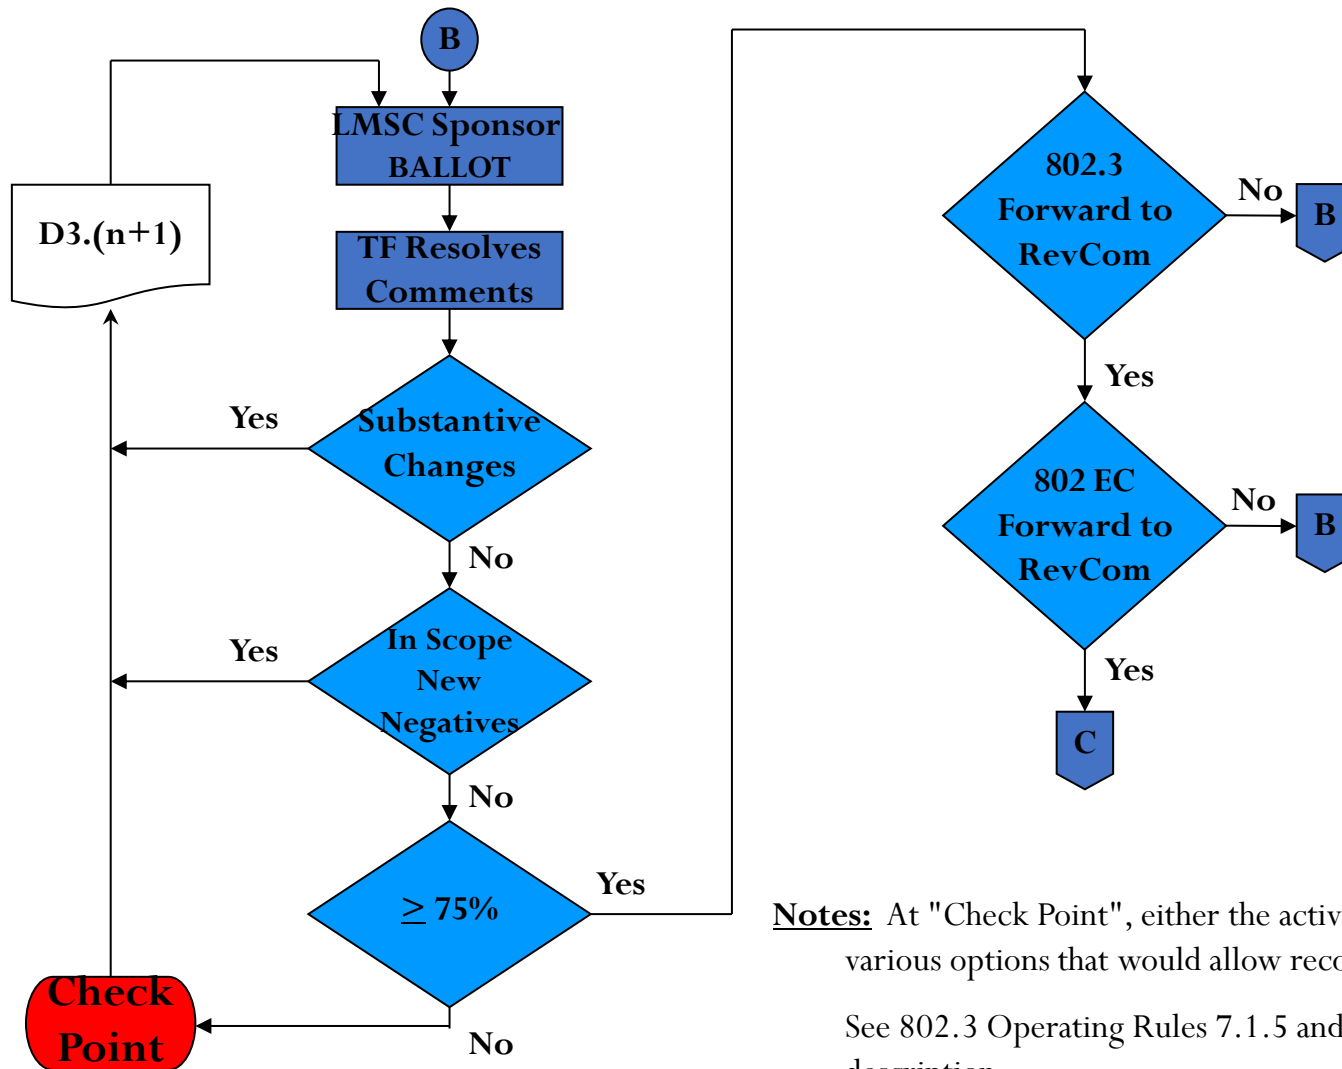 B
LMSC Sponsor
BALLOT
D3.(n+1)
TF Resolves
Comments
Yes
Substantive
Changes
No
Yes
In Scope
New
Negatives
No
≥ 75%
Yes
Check
Point
No
802.3
Forward to
RevCom
No
B
Yes
802 EC
Forward to
RevCom
No
B
Yes
C
Notes: At "Check Point", either the activ
various options that would allow reco
See 802.3 Operating Rules 7.1.5 and